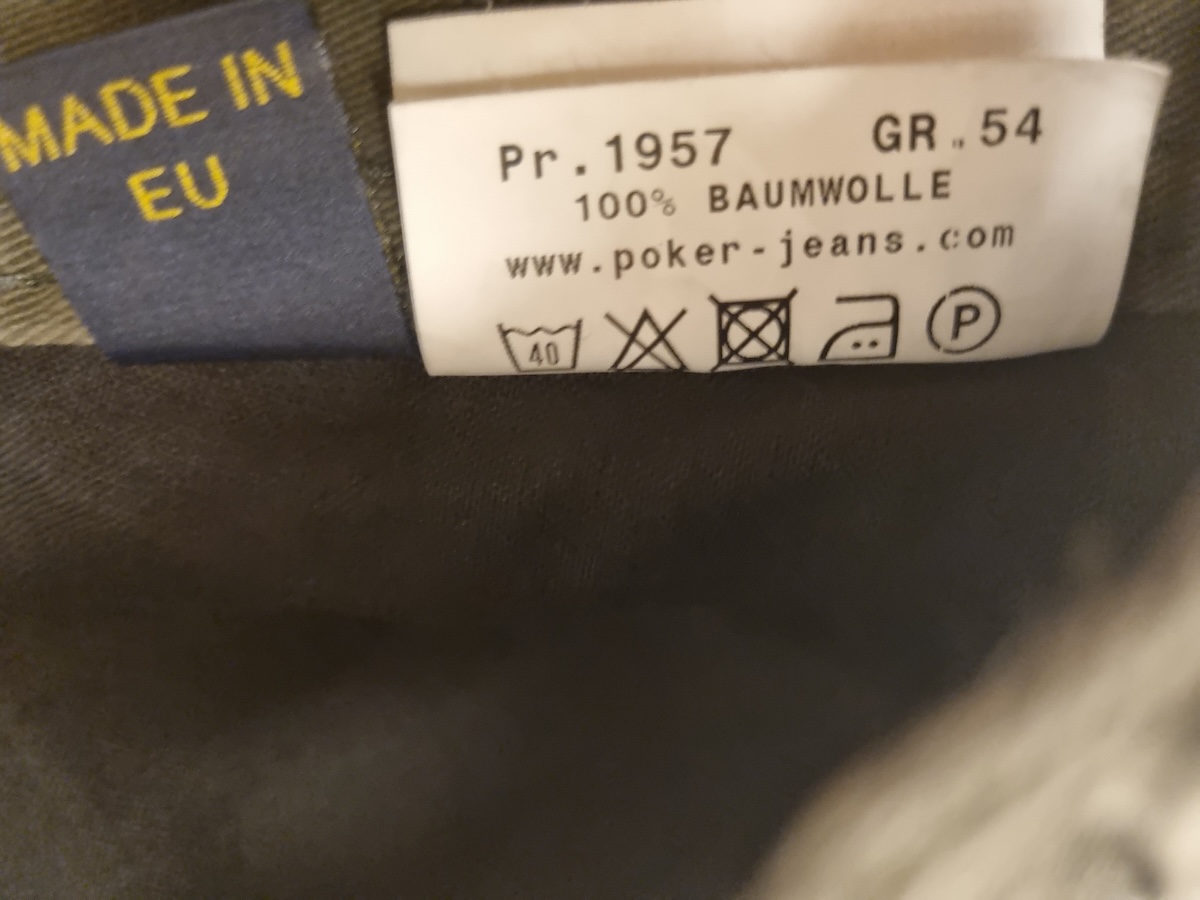 MADE IN
EU
Pr.1957 GR.54
100% BAUMWOLLE
www.poker-jeans.com
40
P